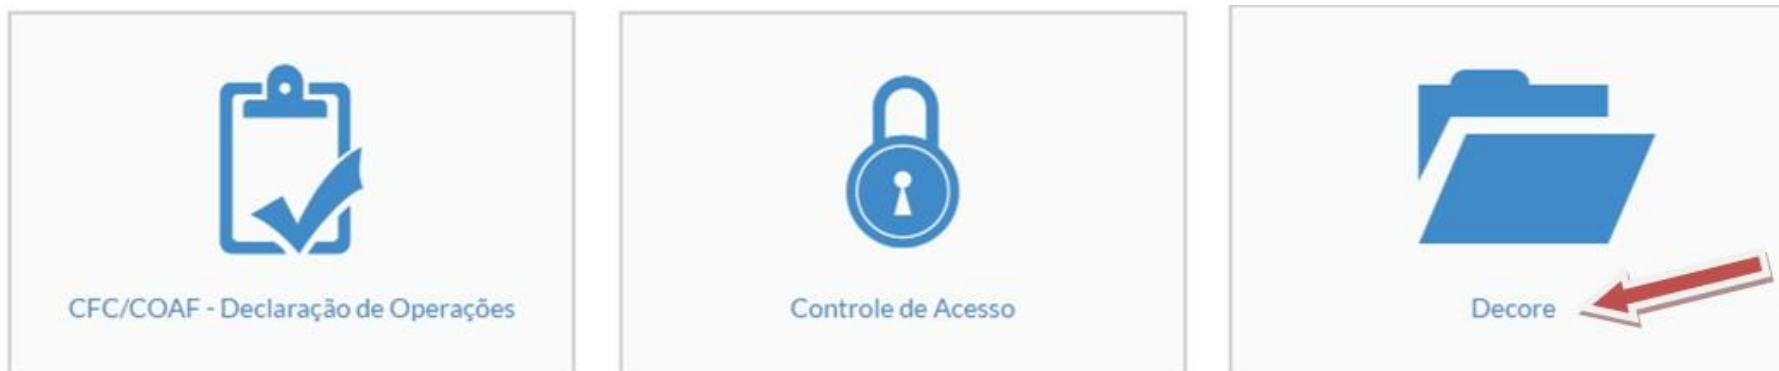 CFC/COAF - Declaração de Operações
Controle de Acesso
Decore